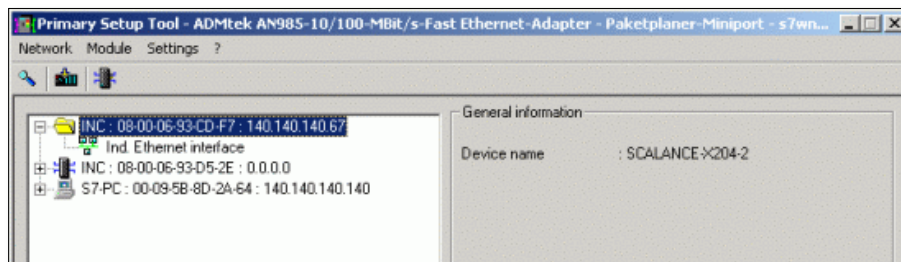 Primary Setup Tool - ADMtek AN985-10/100-MBit/s-Fast Ethernet-Adapter - Paketplaner-Miniport - s7wn...
Network Module Settings ?
INC : 08-00-06-93-CD-F7 : 140.140.140.67
Ind. Ethernet interface
INC : 08-00-06-93-D5-2E : 0.0.0.0
S7-PC : 00-09-5B-8D-2A-64 : 140.140.140.140
General information
Device name : SCALANCE-X204-2